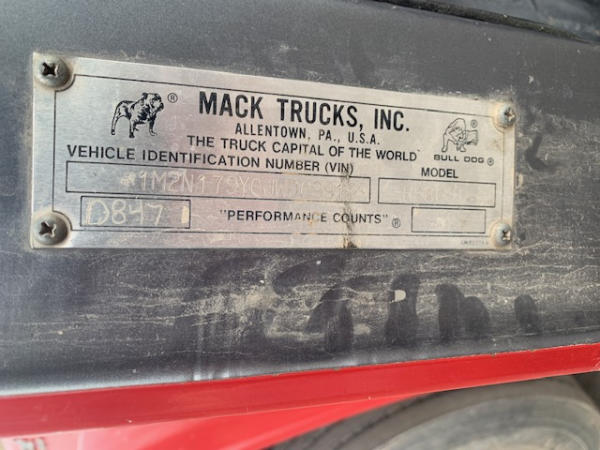 MACK TRUCKS, INC.
ALLENTOWN, PA., U.S.A.
THE TRUCK CAPITAL OF THE WORLD
BULL DOG ®
VEHICLE IDENTIFICATION NUMBER (VIN)
MODEL
D847
"PERFORMANCE COUNTS" ®